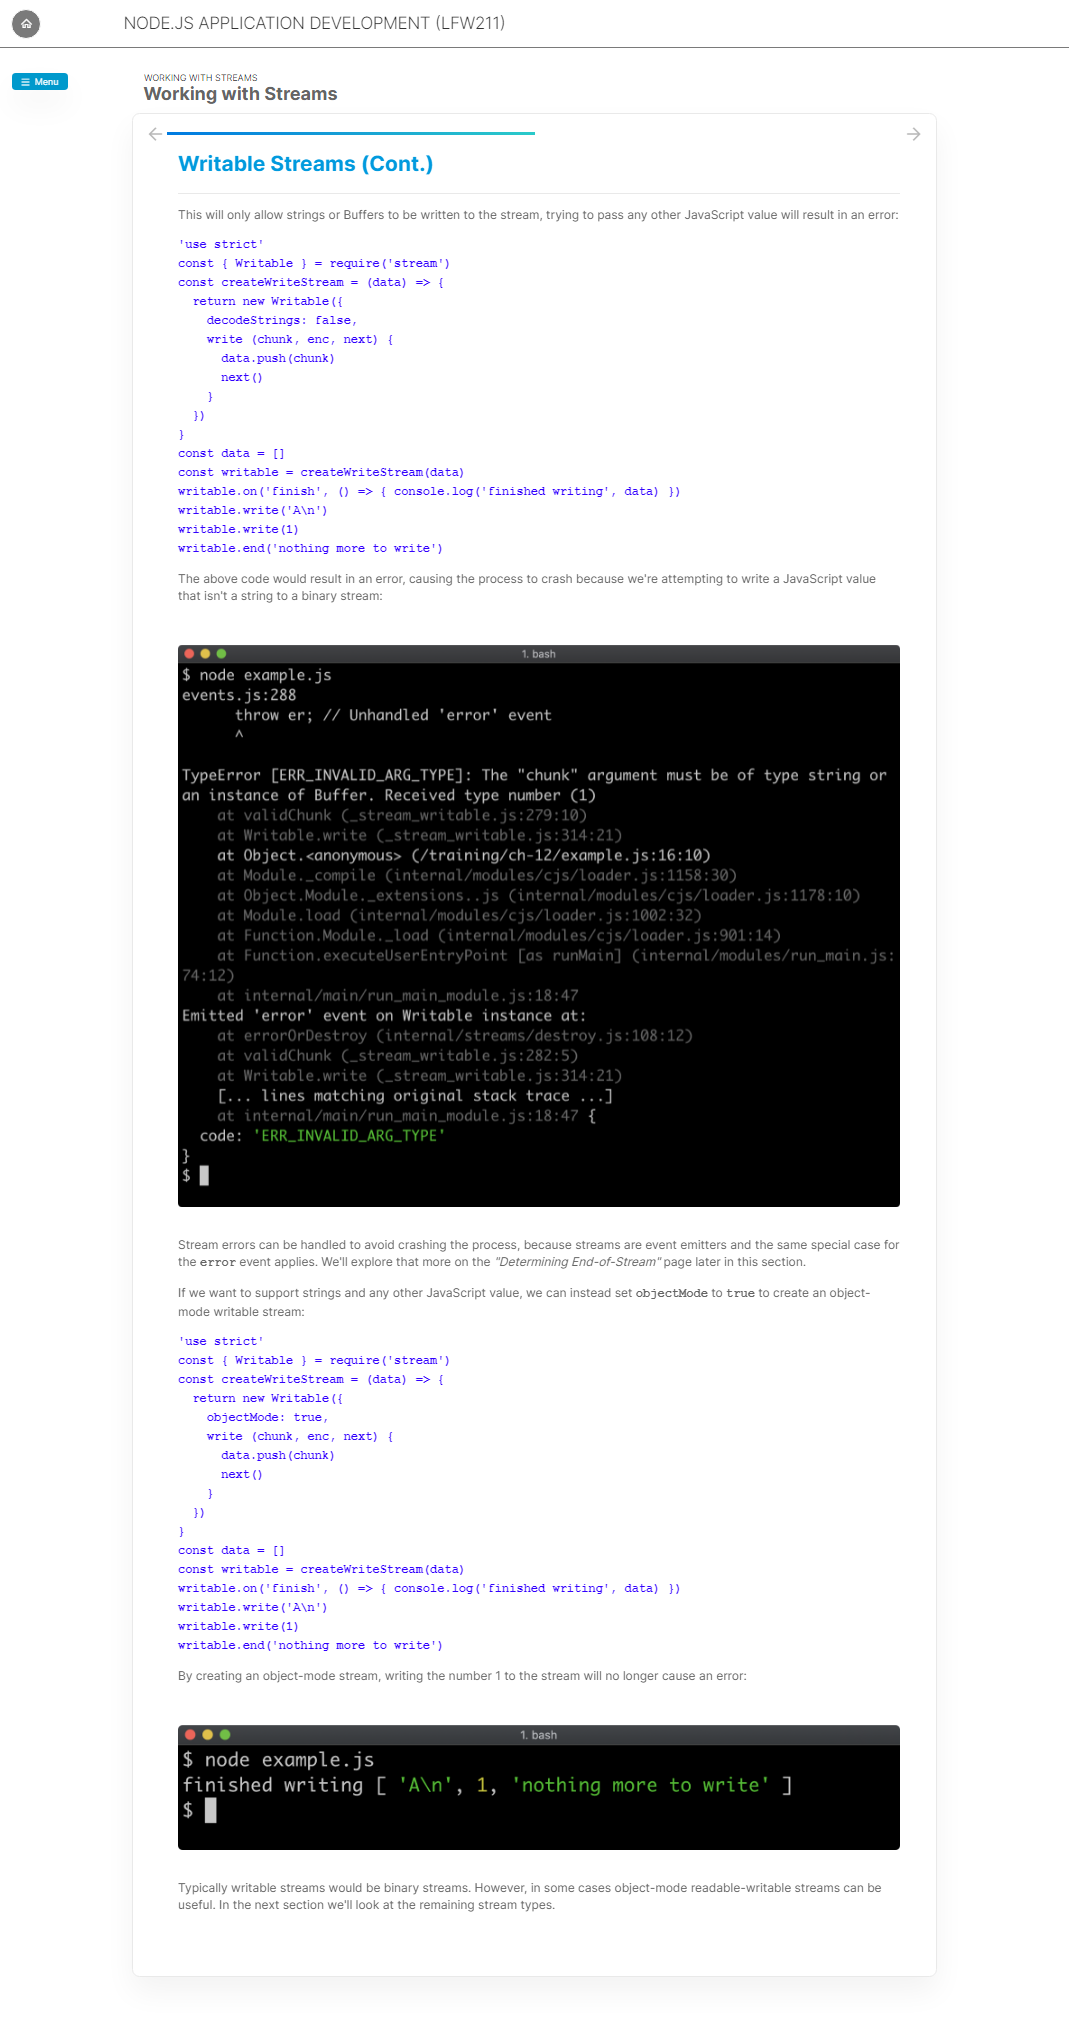 NODE.JS APPLICATION DEVELOPMENT (LFW211)
Menu
WORKING WITH STREAMS
Working with Streams
Writable Streams (Cont.)
This will only allow strings or Buffers to be written to the stream, trying to pass any other JavaScript value will result in an error:
'use strict'
const { Writable } = require('stream')
const createWriteStream = (data) => {
  return new Writable({
    decodeStrings: false,
    write (chunk, enc, next) {
      data.push(chunk)
      next()
    }
  })
}
const data = []
const writable = createWriteStream(data)
writable.on('finish', () => { console.log('finished writing', data) })
writable.write('A\n')
writable.write(1)
writable.end('nothing more to write')
The above code would result in an error, causing the process to crash because we're attempting to write a JavaScript value
that isn't a string to a binary stream:
1. bash
$ node example.js
events.js:288
      throw er; // Unhandled 'error' event
      ^
TypeError [ERR_INVALID_ARG_TYPE]: The "chunk" argument must be of type string or
an instance of Buffer. Received type number (1)
    at validChunk (_stream_writable.js:279:10)
    at Writable.write (_stream_writable.js:314:21)
    at Object.<anonymous> (/training/ch-12/example.js:16:10)
    at Module._compile (internal/modules/cjs/loader.js:1158:30)
    at Object.Module._extensions..js (internal/modules/cjs/loader.js:1178:10)
    at Module.load (internal/modules/cjs/loader.js:1002:32)
    at Function.Module._load (internal/modules/cjs/loader.js:901:14)
    at Function.executeUserEntryPoint [as runMain] (internal/modules/run_main.js:
74:12)
    at internal/main/run_main_module.js:18:47
Emitted 'error' event on Writable instance at:
    at errorOrDestroy (internal/streams/destroy.js:108:12)
    at validChunk (_stream_writable.js:282:5)
    at Writable.write (_stream_writable.js:314:21)
    [... lines matching original stack trace ...]
    at internal/main/run_main_module.js:18:47 {
  code: 'ERR_INVALID_ARG_TYPE'
}
$
Stream errors can be handled to avoid crashing the process, because streams are event emitters and the same special case for
the error event applies. We'll explore that more on the "Determining End-of-Stream" page later in this section.
If we want to support strings and any other JavaScript value, we can instead set objectMode to true to create an object-
mode writable stream:
'use strict'
const { Writable } = require('stream')
const createWriteStream = (data) => {
  return new Writable({
    objectMode: true,
    write (chunk, enc, next) {
      data.push(chunk)
      next()
    }
  })
}
const data = []
const writable = createWriteStream(data)
writable.on('finish', () => { console.log('finished writing', data) })
writable.write('A\n')
writable.write(1)
writable.end('nothing more to write')
By creating an object-mode stream, writing the number 1 to the stream will no longer cause an error:
1. bash
$ node example.js
finished writing [ 'A\n', 1, 'nothing more to write' ]
$
Typically writable streams would be binary streams. However, in some cases object-mode readable-writable streams can be
useful. In the next section we'll look at the remaining stream types.